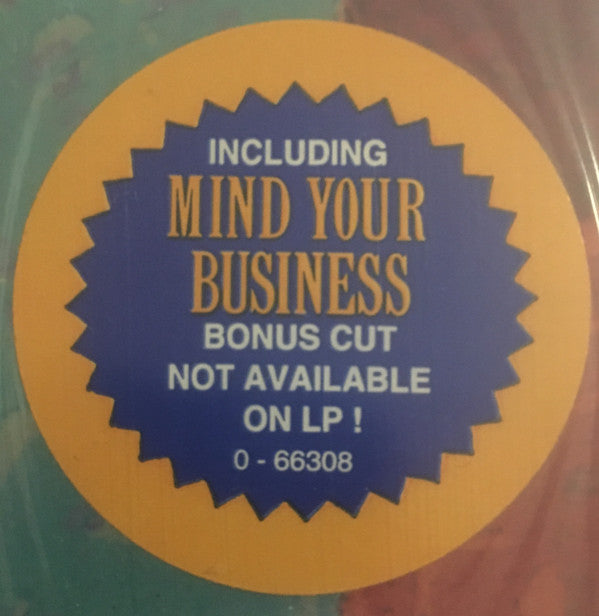 INCLUDING
MIND YOUR
BUSINESS
BONUS CUT
NOT AVAILABLE
ON LP !
0 - 66308